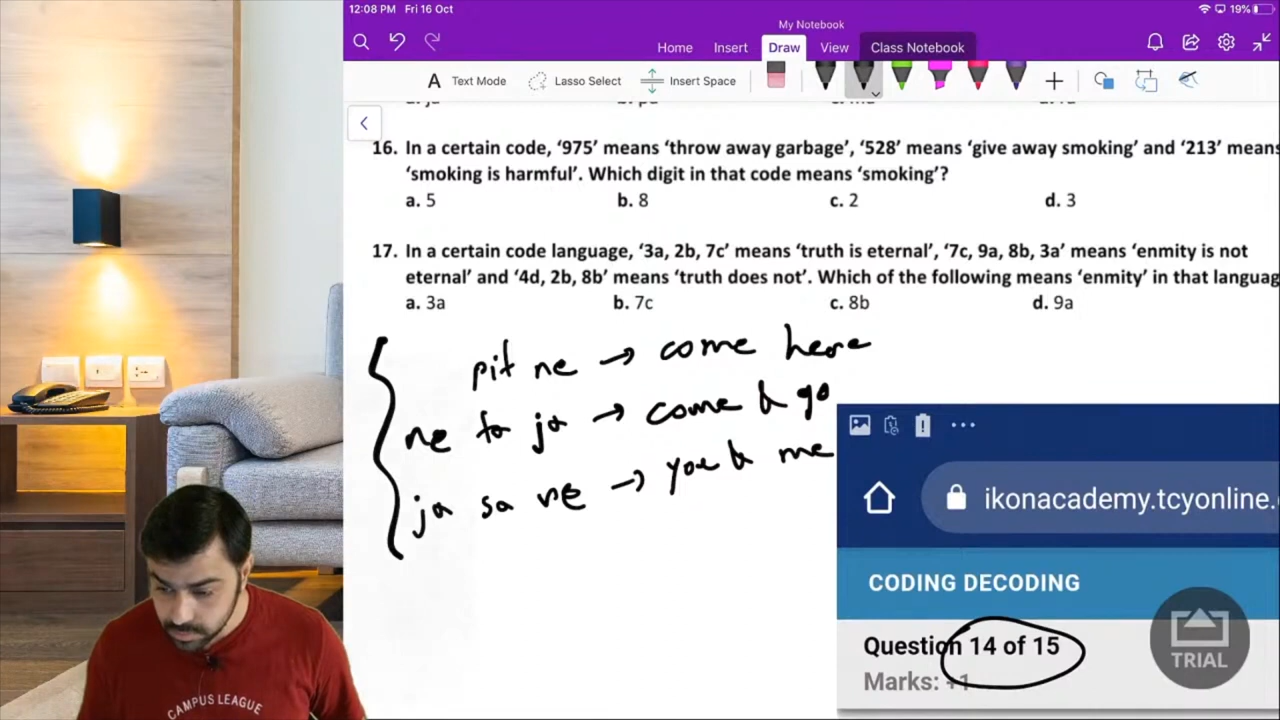 12:08 PM Fri 16 Oct
19%
My Notebook
Home Insert Draw View Class Notebook
Text Mode Lasso Select Insert Space
16. In a certain code, ‘975’ means ‘throw away garbage’, ‘528’ means ‘give away smoking’ and ‘213’ means
‘smoking is harmful’. Which digit in that code means ‘smoking’?
a. 5 b. 8 c. 2 d. 3
17. In a certain code language, ‘3a, 2b, 7c’ means ‘truth is eternal’, ‘7c, 9a, 8b, 3a’ means ‘enmity is not
eternal’ and ‘4d, 2b, 8b’ means ‘truth does not’. Which of the following means ‘enmity’ in that languag
a. 3a b. 7c c. 8b d. 9a
pit ne → come here
ne ta ja → come & go
ja sa ve → you & me
ikonacademy.tcyonline.
CODING DECODING
Question 14 of 15
Marks: +1
TRIAL
CAMPUS LEAGUE